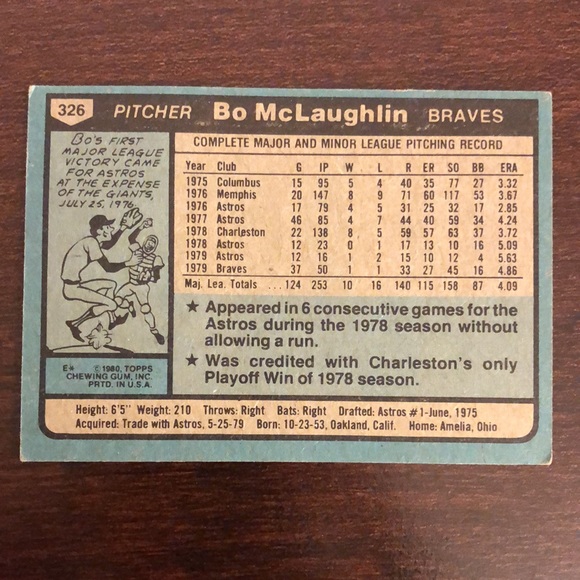 326 PITCHER Bo McLaughlin BRAVES
BO'S FIRST
MAJOR LEAGUE
VICTORY CAME
FOR ASTROS
AT THE EXPENSE
OF THE GIANTS,
JULY 25, 1976.
E* © 1980, TOPPS
CHEWING GUM, INC.
PRTD. IN U.S.A.
COMPLETE MAJOR AND MINOR LEAGUE PITCHING RECORD
Year Club G IP W L R ER SO BB ERA
1975 Columbus 15 95 5 4 40 35 77 27 3.32
1976 Memphis 20 147 8 9 71 60 117 53 3.67
1976 Astros 17 79 4 5 31 25 32 17 2.85
1977 Astros 46 85 4 7 44 40 59 34 4.24
1978 Charleston 22 138 8 5 59 57 63 37 3.72
1978 Astros 12 23 0 1 15 13 10 16 5.09
1979 Astros 12 16 1 2 15 10 12 4 5.63
1979 Braves 37 50 1 1 33 27 45 16 4.86
Maj. Lea. Totals 124 253 10 16 140 115 158 87 4.09
★ Appeared in 6 consecutive games for the
Astros during the 1978 season without
allowing a run.
★ Was credited with Charleston's only
Playoff Win of 1978 season.
Height: 6'5" Weight: 210 Throws: Right Bats: Right Drafted: Astros #1-June, 1975
Acquired: Trade with Astros, 5-25-79 Born: 10-23-53, Oakland, Calif. Home: Amelia, Ohio